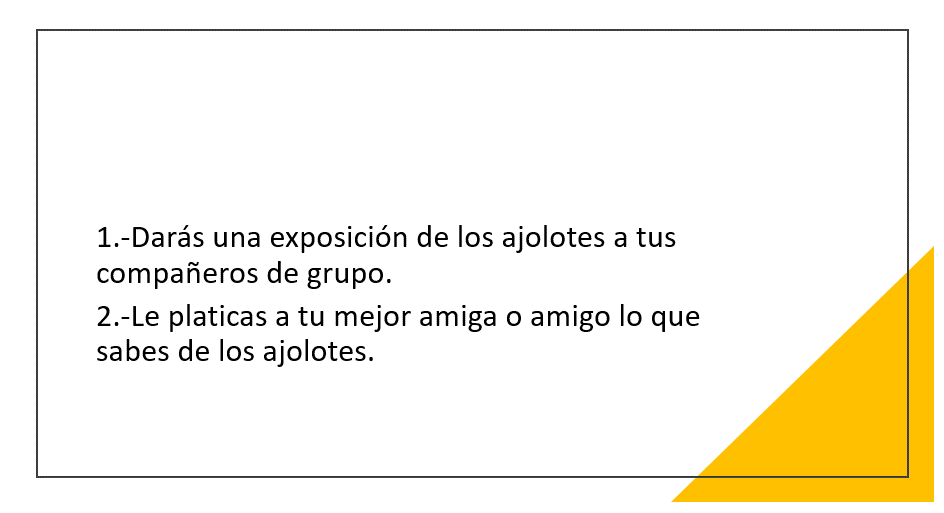 1.-Darás una exposición de los ajolotes a tus
compañeros de grupo.
2.-Le platicas a tu mejor amiga o amigo lo que
sabes de los ajolotes.